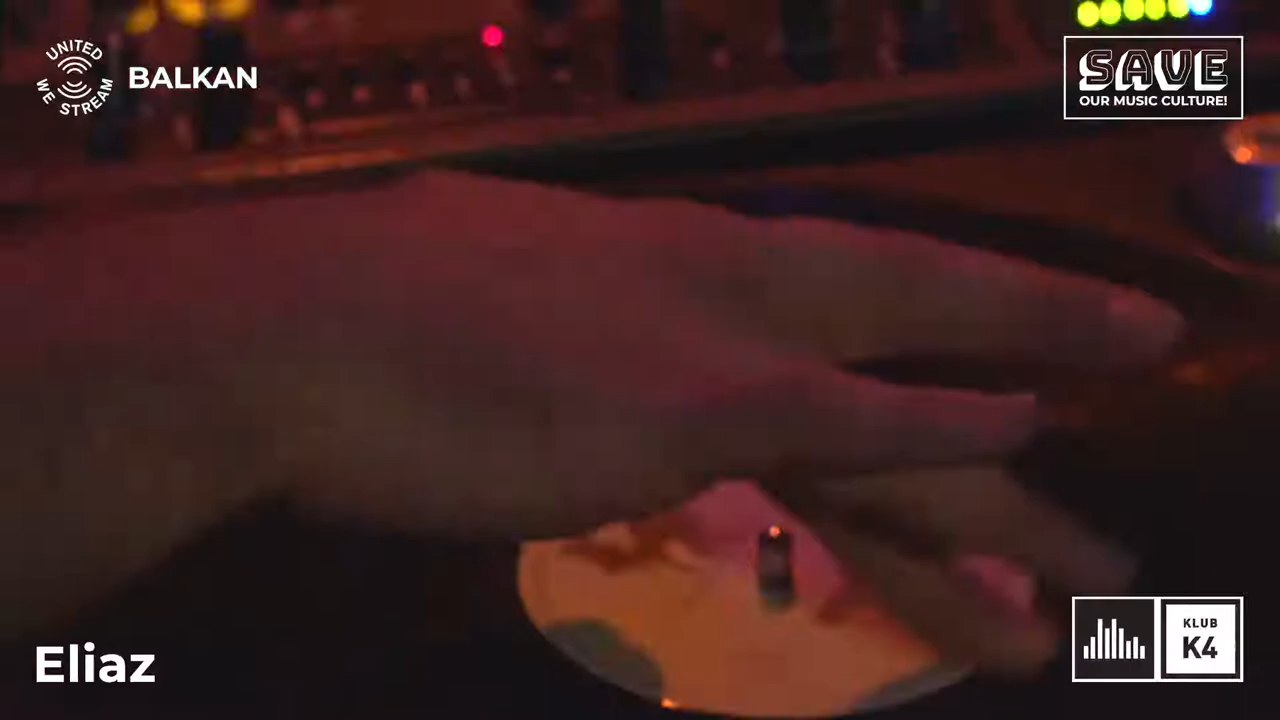 UNITED
WE STREAM
BALKAN
SAVE
OUR MUSIC CULTURE!
Eliaz
KLUB
K4